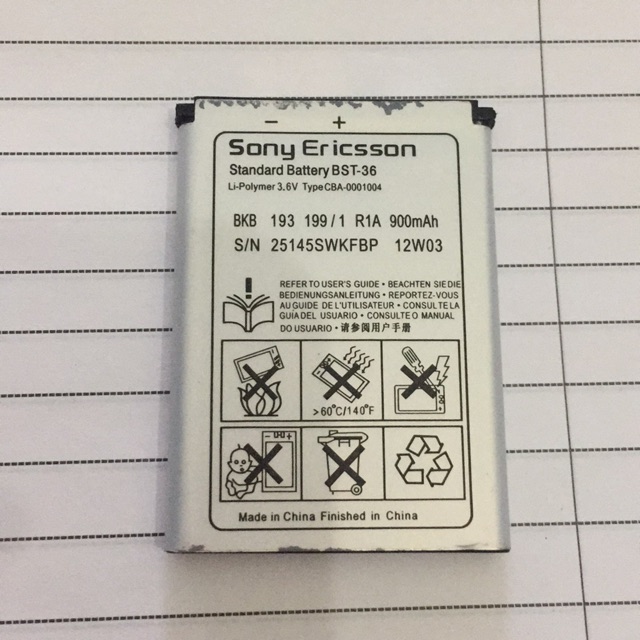 − +
Sony Ericsson
Standard Battery BST-36
Li-Polymer 3.6V Type CBA-0001004
BKB 193 199/1 R1A 900mAh
S/N 25145SWKFBP 12W03
REFER TO USER'S GUIDE • BEACHTEN SIE DIE
BEDIENUNGSANLEITUNG • REPORTEZ-VOUS
AU GUIDE DE L'UTILISATEUR • CONSULTE LA
GUIA DEL USUARIO • CONSULTE O MANUAL
DO USUARIO • 请参阅用户手册
>60°C/140°F
− +
Made in China Finished in China